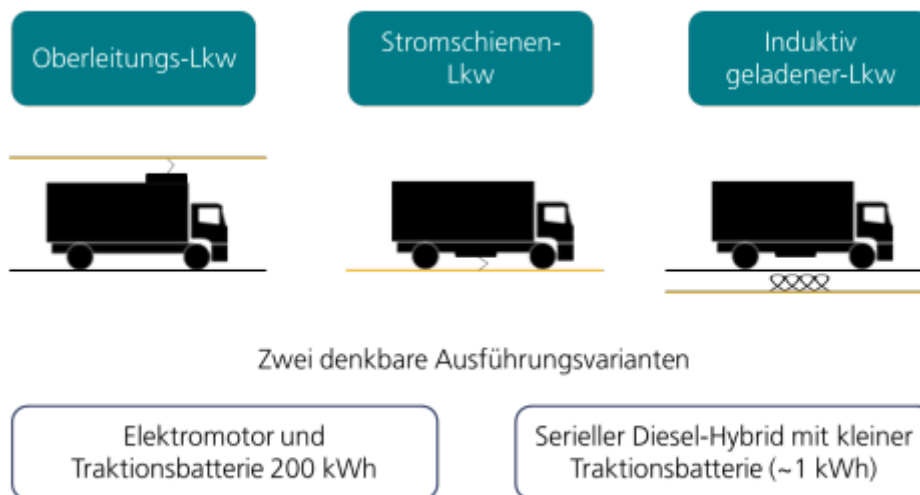 Oberleitungs-Lkw
Stromschienen-
Lkw
Induktiv
geladener-Lkw
Zwei denkbare Ausführungsvarianten
Elektromotor und
Traktionsbatterie 200 kWh
Serieller Diesel-Hybrid mit kleiner
Traktionsbatterie (~1 kWh)